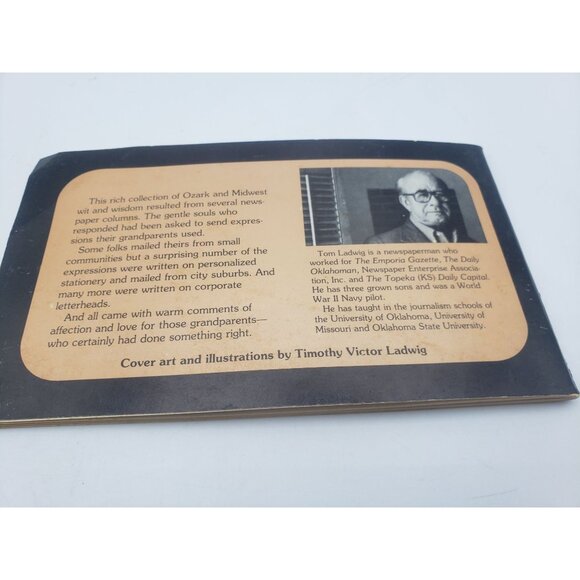 This rich collection of Ozark and Midwest
wit and wisdom resulted from several news-
paper columns. The gentle souls who
responded had been asked to send expres-
sions their grandparents used.
Some folks mailed theirs from small
communities but a surprising number of the
expressions were written on personalized
stationery and mailed from city suburbs. And
many more were written on corporate
letterheads.
And all came with warm comments of
affection and love for those grandparents—
who certainly had done something right.
Tom Ladwig is a newspaperman who
worked for The Emporia Gazette, The Daily
Oklahoman, Newspaper Enterprise Associa-
tion, Inc. and The Topeka (KS) Daily Capital.
He has three grown sons and was a World
War II Navy pilot.
He has taught in the journalism schools of
the University of Oklahoma, University of
Missouri and Oklahoma State University.
Cover art and illustrations by Timothy Victor Ladwig